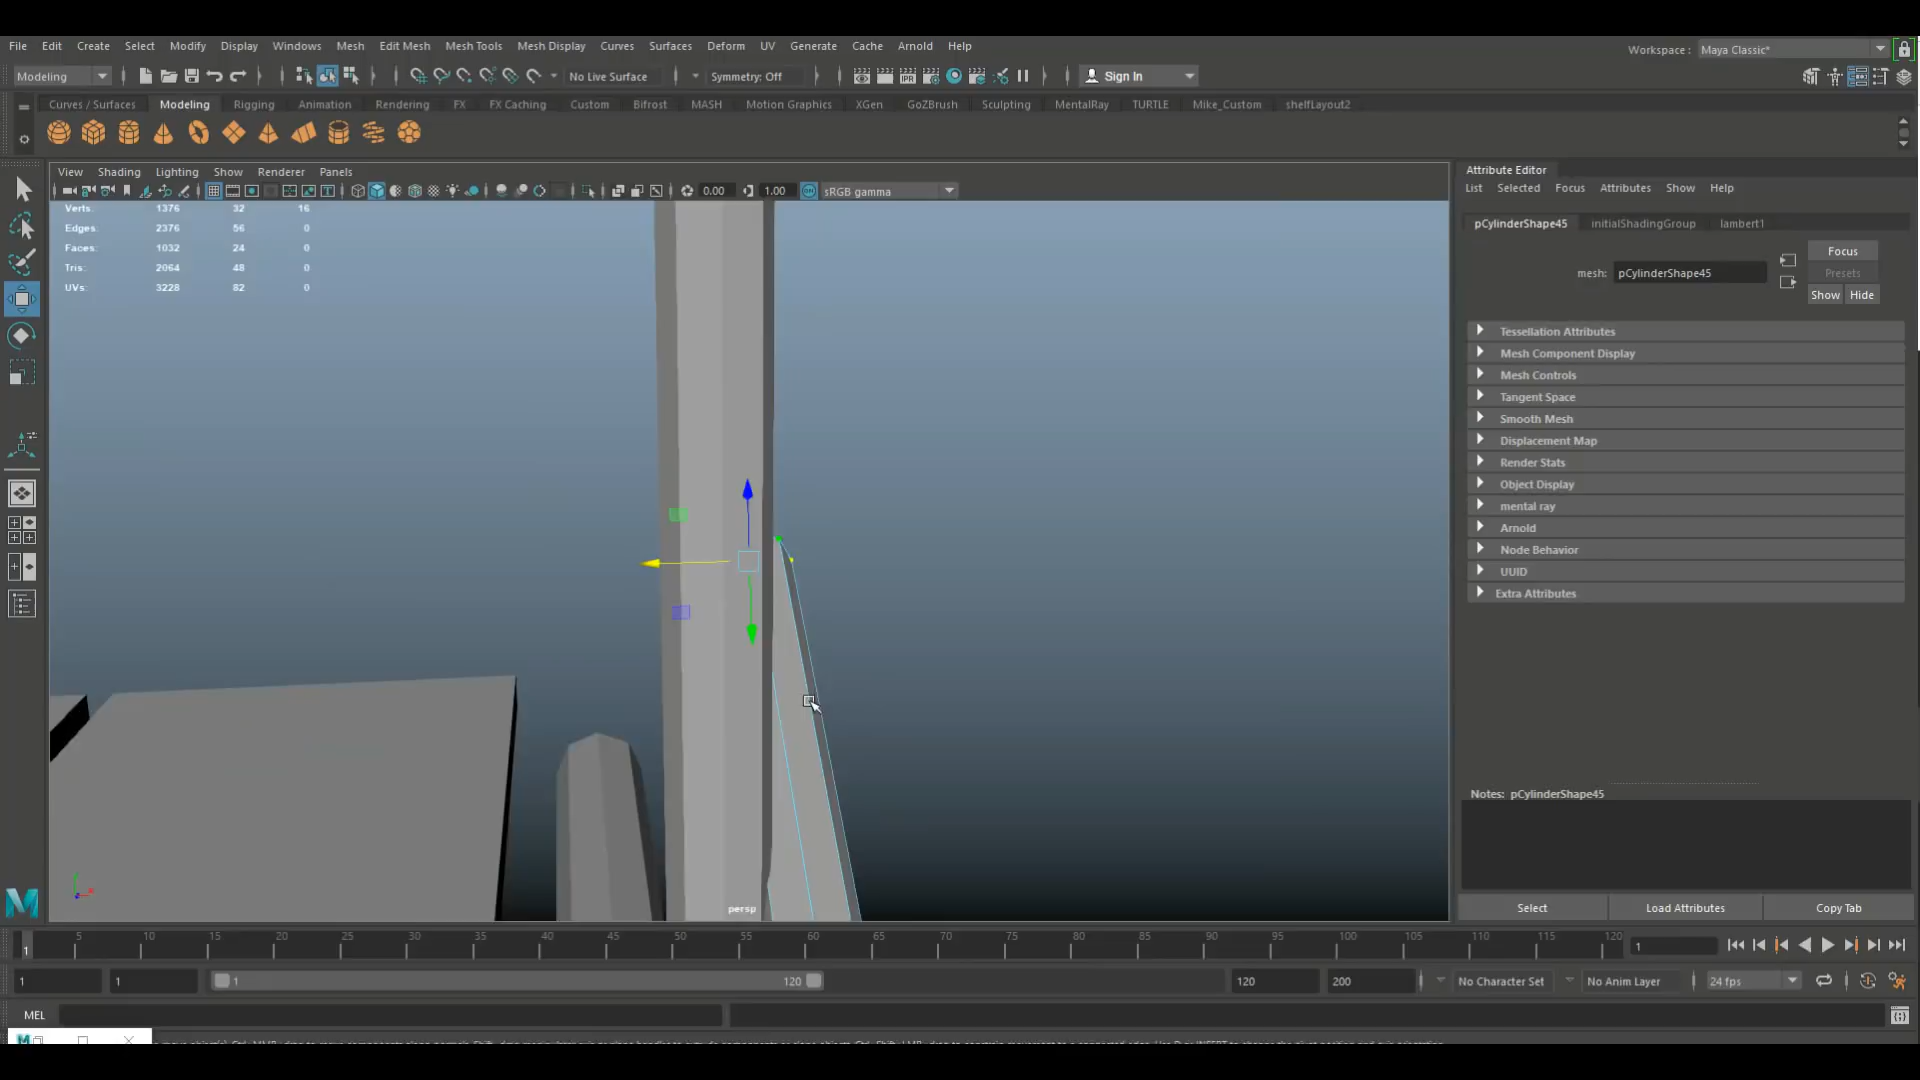 File Edit Create Select Modify Display Windows Mesh Edit Mesh Mesh Tools Mesh Display Curves Surfaces Deform UV Generate Cache Arnold Help
Workspace : Maya Classic*
Modeling No Live Surface Symmetry: Off Sign In
Curves / Surfaces Modeling Rigging Animation Rendering FX FX Caching Custom Bifrost MASH Motion Graphics XGen GoZBrush Sculpting MentalRay TURTLE Mike_Custom shelfLayout2
View Shading Lighting Show Renderer Panels
0.00 1.00 sRGB gamma
Verts: 1376 32 16
Edges: 2376 56 0
Faces: 1032 24 0
Tris: 2064 48 0
UVs: 3228 82 0
persp
Attribute Editor
List Selected Focus Attributes Show Help
pCylinderShape45 initialShadingGroup lambert1
Focus
mesh: pCylinderShape45
Presets
Show Hide
Tessellation Attributes
Mesh Component Display
Mesh Controls
Tangent Space
Smooth Mesh
Displacement Map
Render Stats
Object Display
mental ray
Arnold
Node Behavior
UUID
Extra Attributes
Notes: pCylinderShape45
Select Load Attributes Copy Tab
5 10 15 20 25 30 35 40 45 50 55 60 65 70 75 80 85 90 95 100 105 110 115 120
1 1
1 1 1 120 120 200 No Character Set No Anim Layer 24 fps
MEL